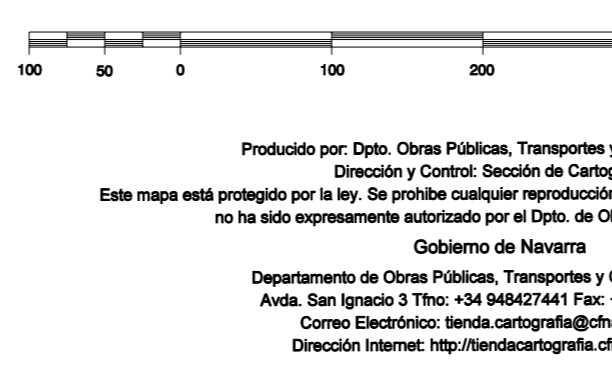 100 50 0 100 200
Producido por: Dpto. Obras Públicas, Transportes y
Dirección y Control: Sección de Cartog
Este mapa está protegido por la ley. Se prohibe cualquier reproducción
no ha sido expresamente autorizado por el Dpto. de O
Gobierno de Navarra
Departamento de Obras Públicas, Transportes y C
Avda. San Ignacio 3 Tfno: +34 948427441 Fax: +
Correo Electrónico: tienda.cartografia@cfn
Dirección Internet: http://tiendacartografia.cf